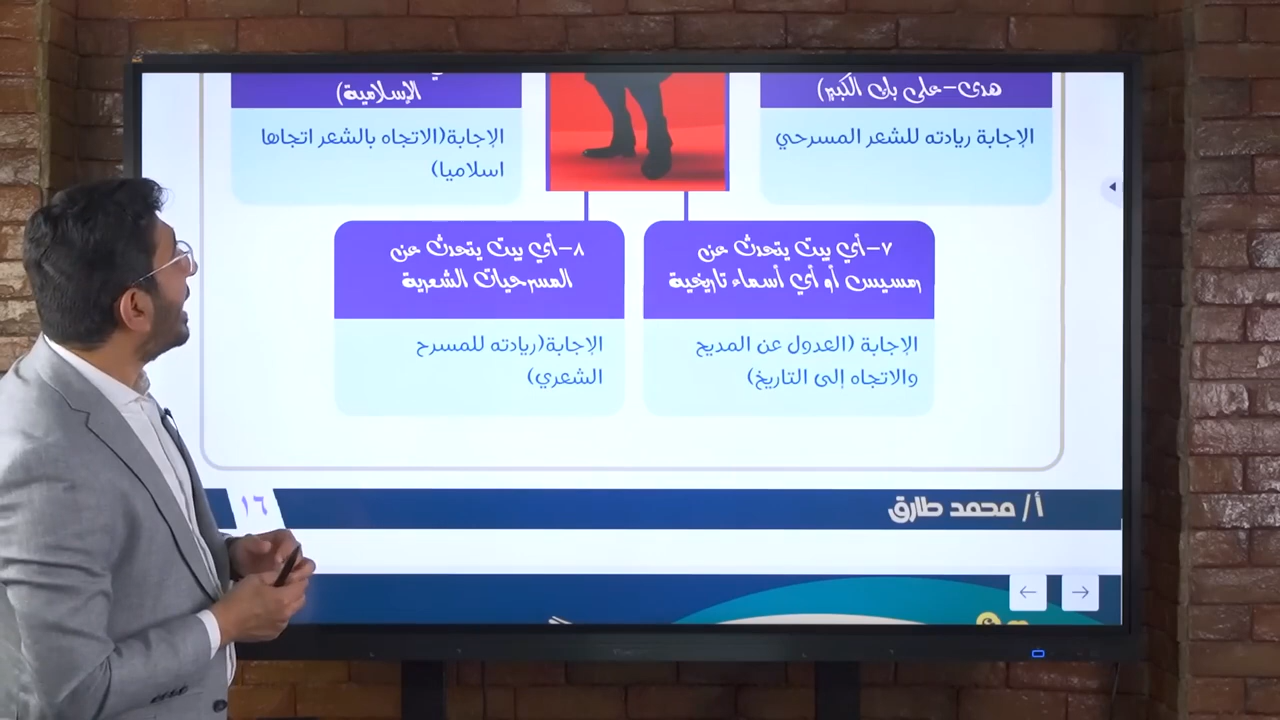 هدى-على بك الكبير)
الإجابة ريادته للشعر المسرحي
الإسلامية)
الإجابة(الاتجاه بالشعر اتجاها
اسلاميا)
٧-أي بيت يتحدث عن
رمسيس أو أي أسماء تاريخية
الإجابة (العدول عن المديح
والاتجاه إلى التاريخ)
٨-أي بيت يتحدث عن
المسرحيات الشعرية
الإجابة(ريادته للمسرح
الشعري)
أ/ محمد طارق
١٦